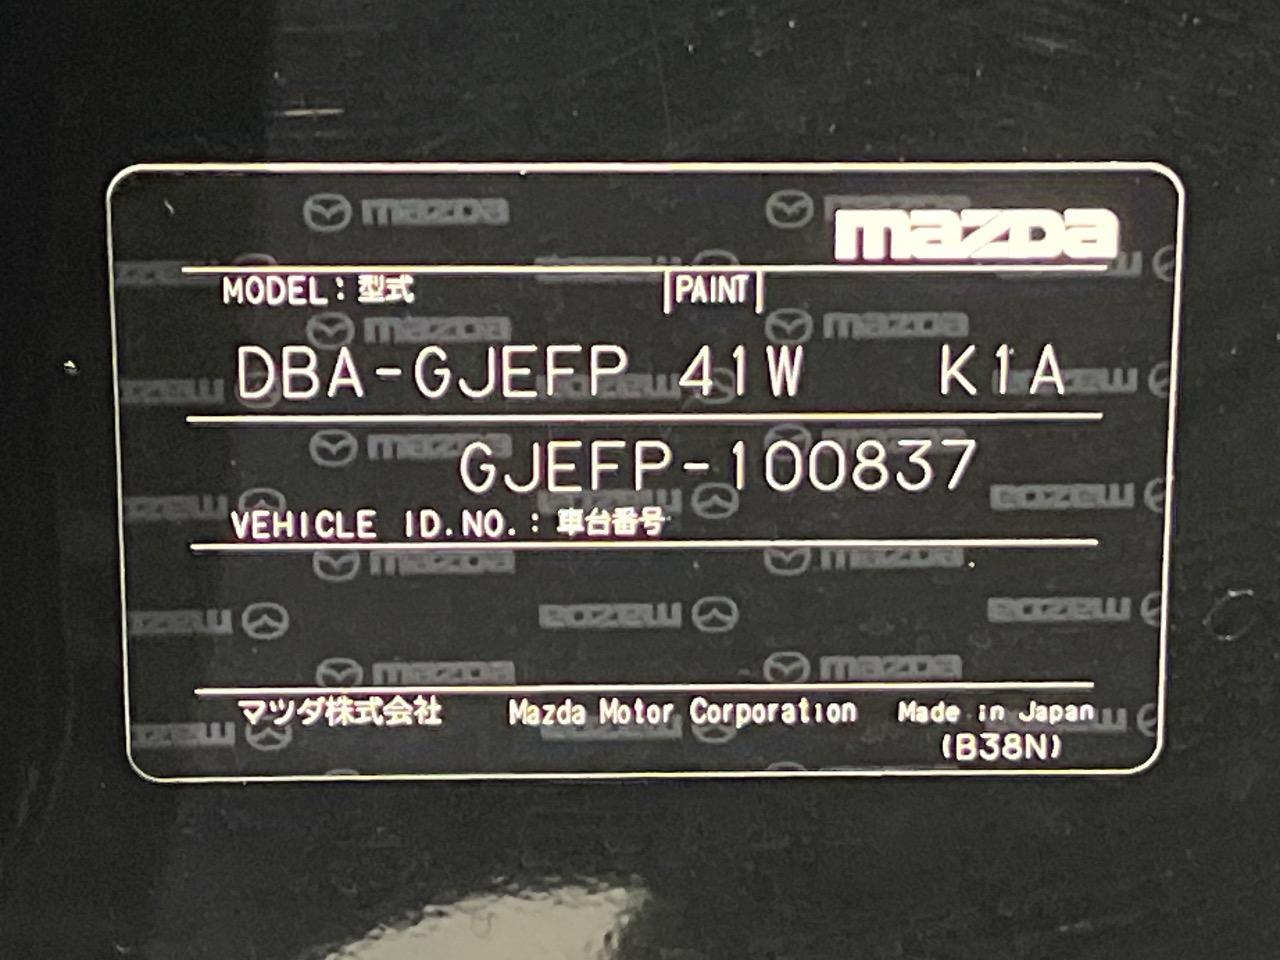 mazda
MODEL : 型式 PAINT
DBA-GJEFP 41W K1A
GJEFP-100837
VEHICLE ID.NO. : 車台番号
マツダ株式会社 Mazda Motor Corporation Made in Japan
(B38N)